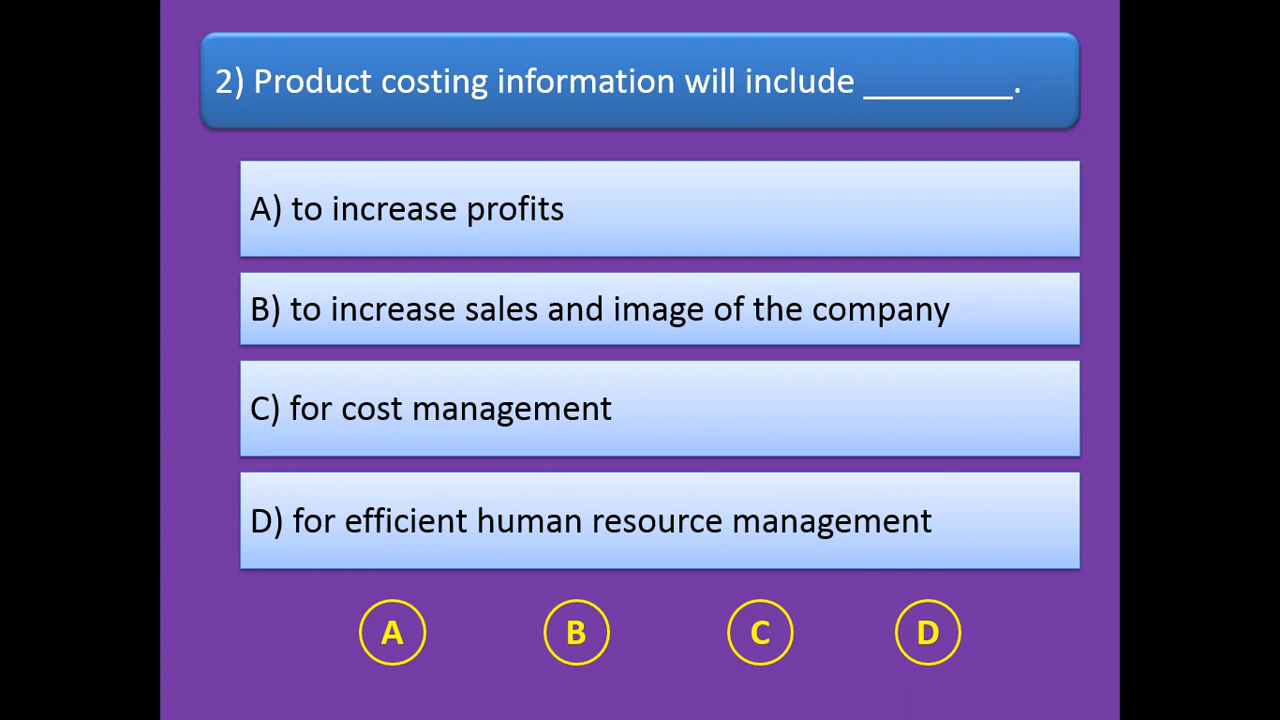 2) Product costing information will include _________.
A) to increase profits
B) to increase sales and image of the company
C) for cost management
D) for efficient human resource management
A B C D